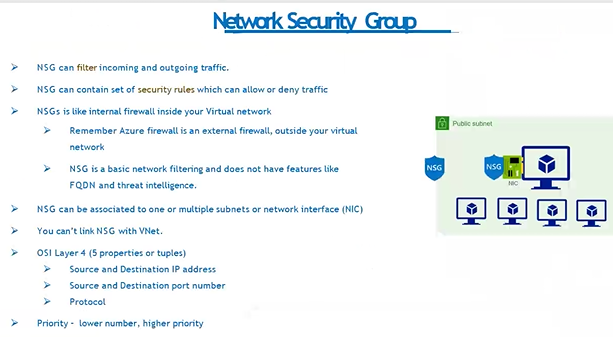 Network Security Group
NSG can filter incoming and outgoing traffic.
NSG can contain set of security rules which can allow or deny traffic
NSGs is like internal firewall inside your Virtual network
Remember Azure firewall is an external firewall, outside your virtual
network
NSG is a basic network filtering and does not have features like
FQDN and threat intelligence.
NSG can be associated to one or multiple subnets or network interface (NIC)
You can't link NSG with VNet.
OSI Layer 4 (5 properties or tuples)
Source and Destination IP address
Source and Destination port number
Protocol
Priority - lower number, higher priority
Public subnet
NSG
NSG
NIC